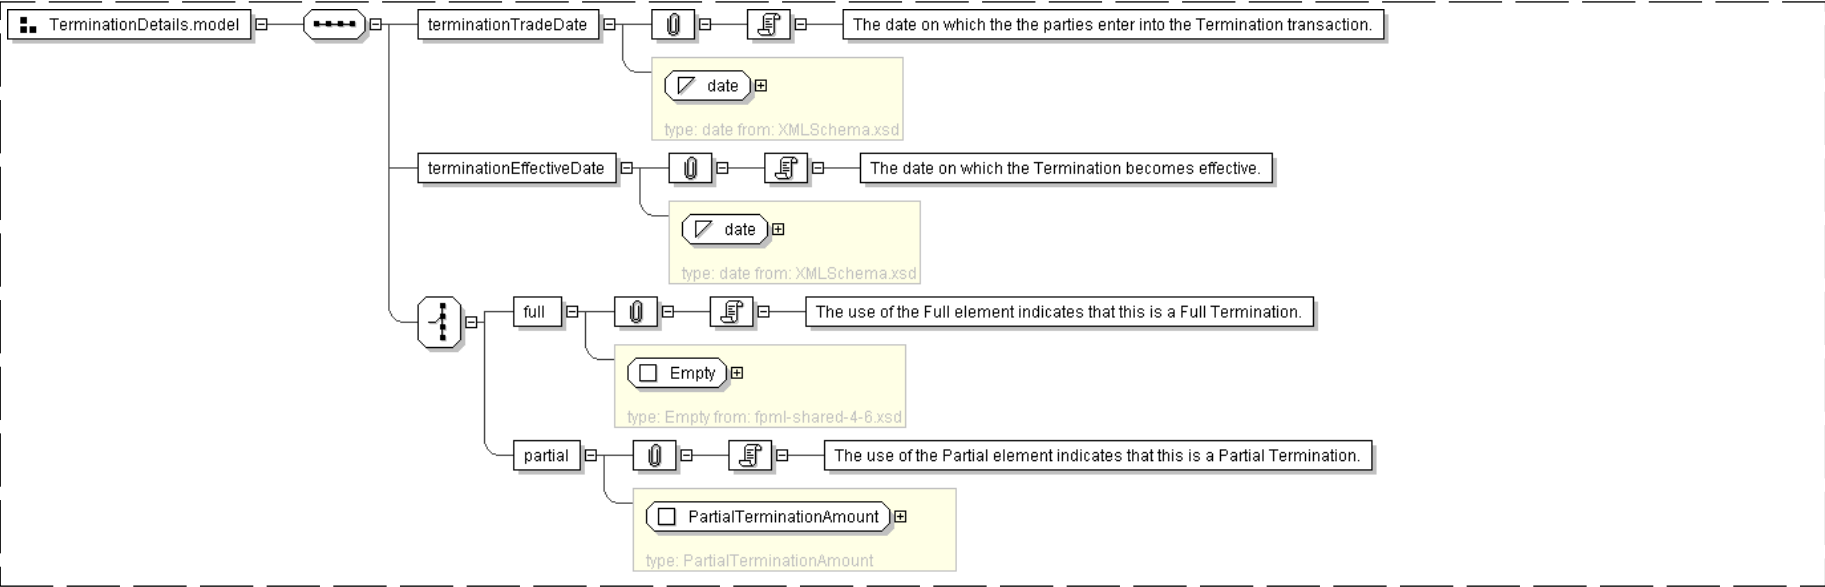 TerminationDetails.model
terminationTradeDate
The date on which the the parties enter into the Termination transaction.
date
type: date from: XMLSchema.xsd
terminationEffectiveDate
The date on which the Termination becomes effective.
date
type: date from: XMLSchema.xsd
full
The use of the Full element indicates that this is a Full Termination.
Empty
type: Empty from: fpml-shared-4-6.xsd
partial
The use of the Partial element indicates that this is a Partial Termination.
PartialTerminationAmount
type: PartialTerminationAmount